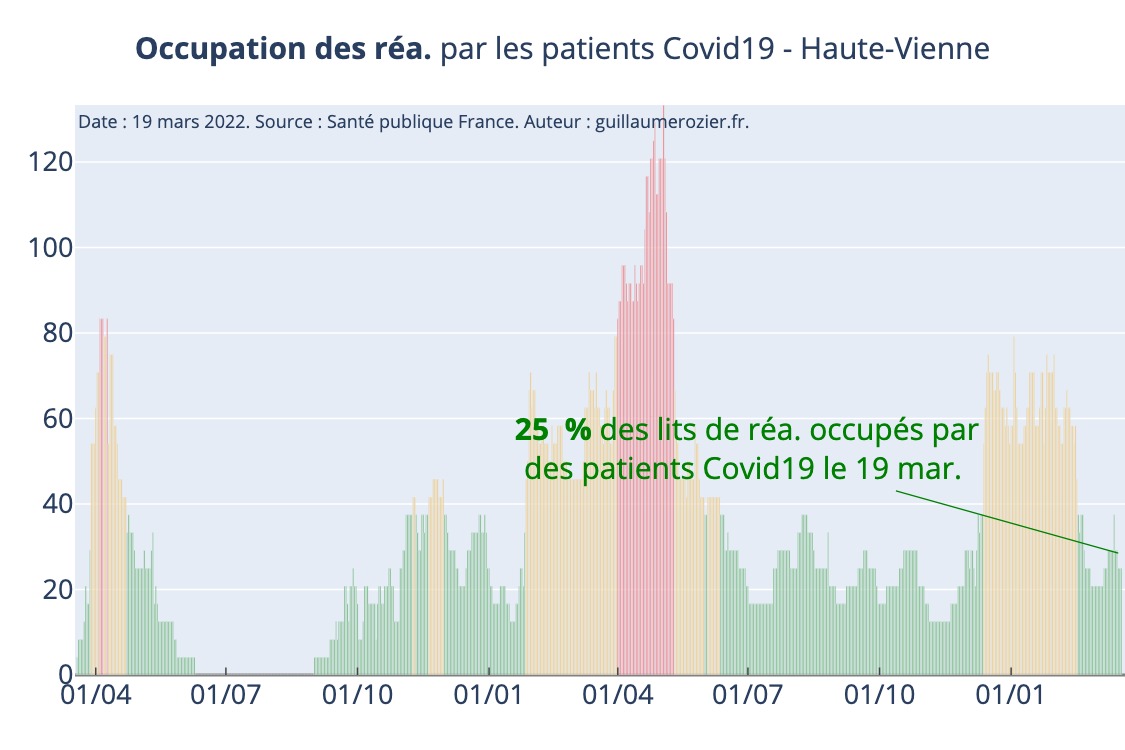 Occupation des réa. par les patients Covid19 - Haute-Vienne
Date : 19 mars 2022. Source : Santé publique France. Auteur : guillaumerozier.fr.
120
100
80
60
40
20
0
25 % des lits de réa. occupés par
des patients Covid19 le 19 mar.
01/04 01/07 01/10 01/01 01/04 01/07 01/10 01/01